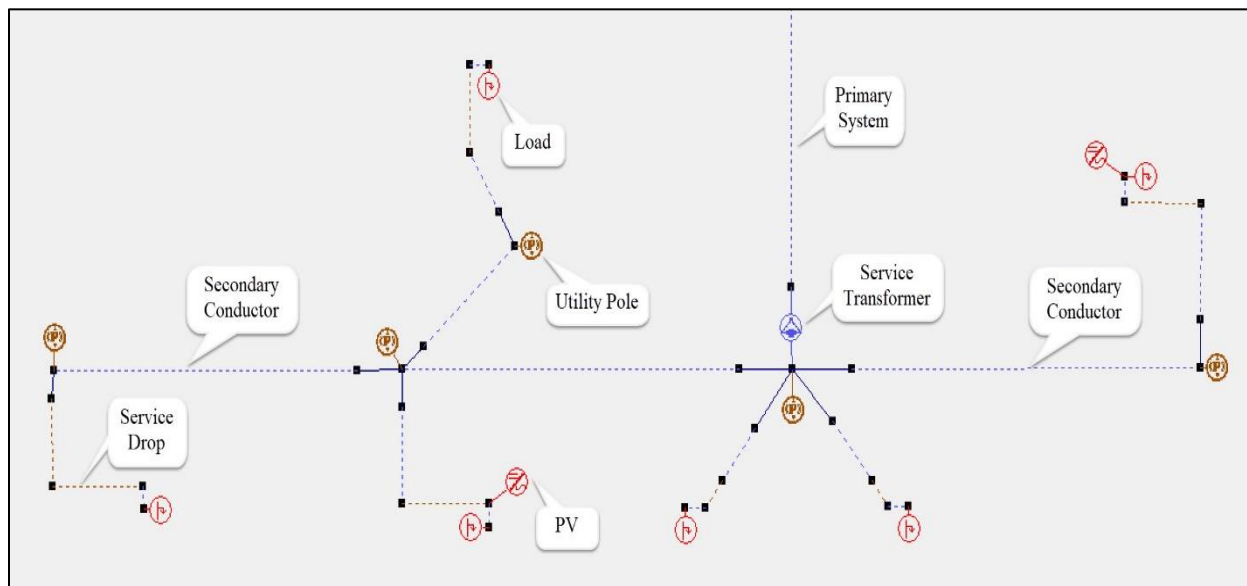 Primary
System
Load
Secondary
Conductor
Utility Pole
Service
Transformer
Secondary
Conductor
Service
Drop
PV